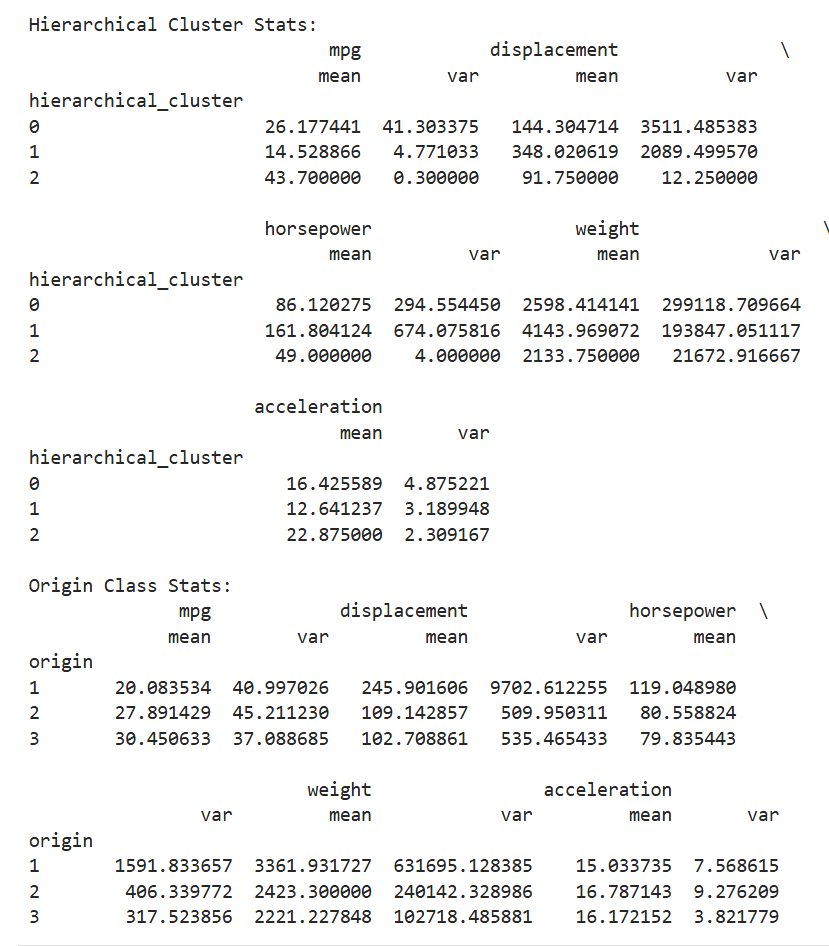 Hierarchical Cluster Stats:
mpg displacement \
mean var mean var
hierarchical_cluster
0 26.177441 41.303375 144.304714 3511.485383
1 14.528866 4.771033 348.020619 2089.499570
2 43.700000 0.300000 91.750000 12.250000
horsepower weight \
mean var mean var
hierarchical_cluster
0 86.120275 294.554450 2598.414141 299118.709664
1 161.804124 674.075816 4143.969072 193847.051117
2 49.000000 4.000000 2133.750000 21672.916667
acceleration
mean var
hierarchical_cluster
0 16.425589 4.875221
1 12.641237 3.189948
2 22.875000 2.309167
Origin Class Stats:
mpg displacement horsepower \
mean var mean var mean
origin
1 20.083534 40.997026 245.901606 9702.612255 119.048980
2 27.891429 45.211230 109.142857 509.950311 80.558824
3 30.450633 37.088685 102.708861 535.465433 79.835443
weight acceleration
var mean var mean var
origin
1 1591.833657 3361.931727 631695.128385 15.033735 7.568615
2 406.339772 2423.300000 240142.328986 16.787143 9.276209
3 317.523856 2221.227848 102718.485881 16.172152 3.821779